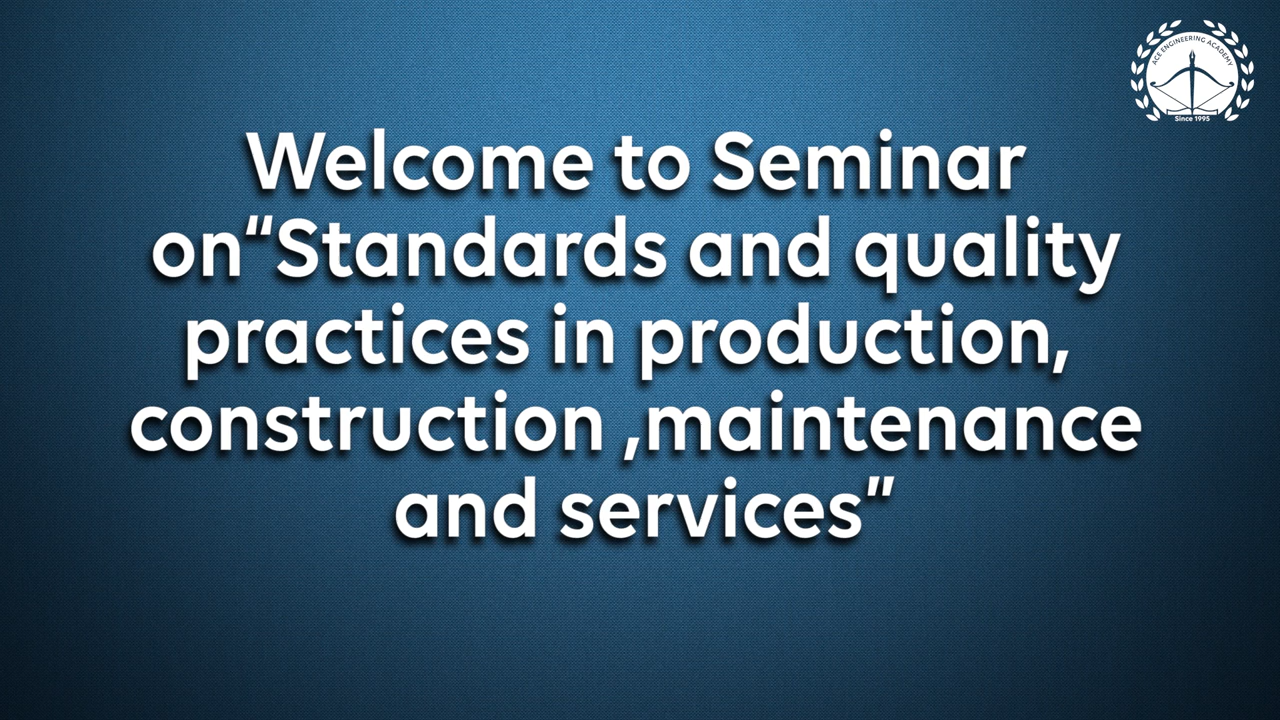 ACE ENGINEERING ACADEMY
Since 1995
Welcome to Seminar
on“Standards and quality
practices in production,
construction ,maintenance
and services”